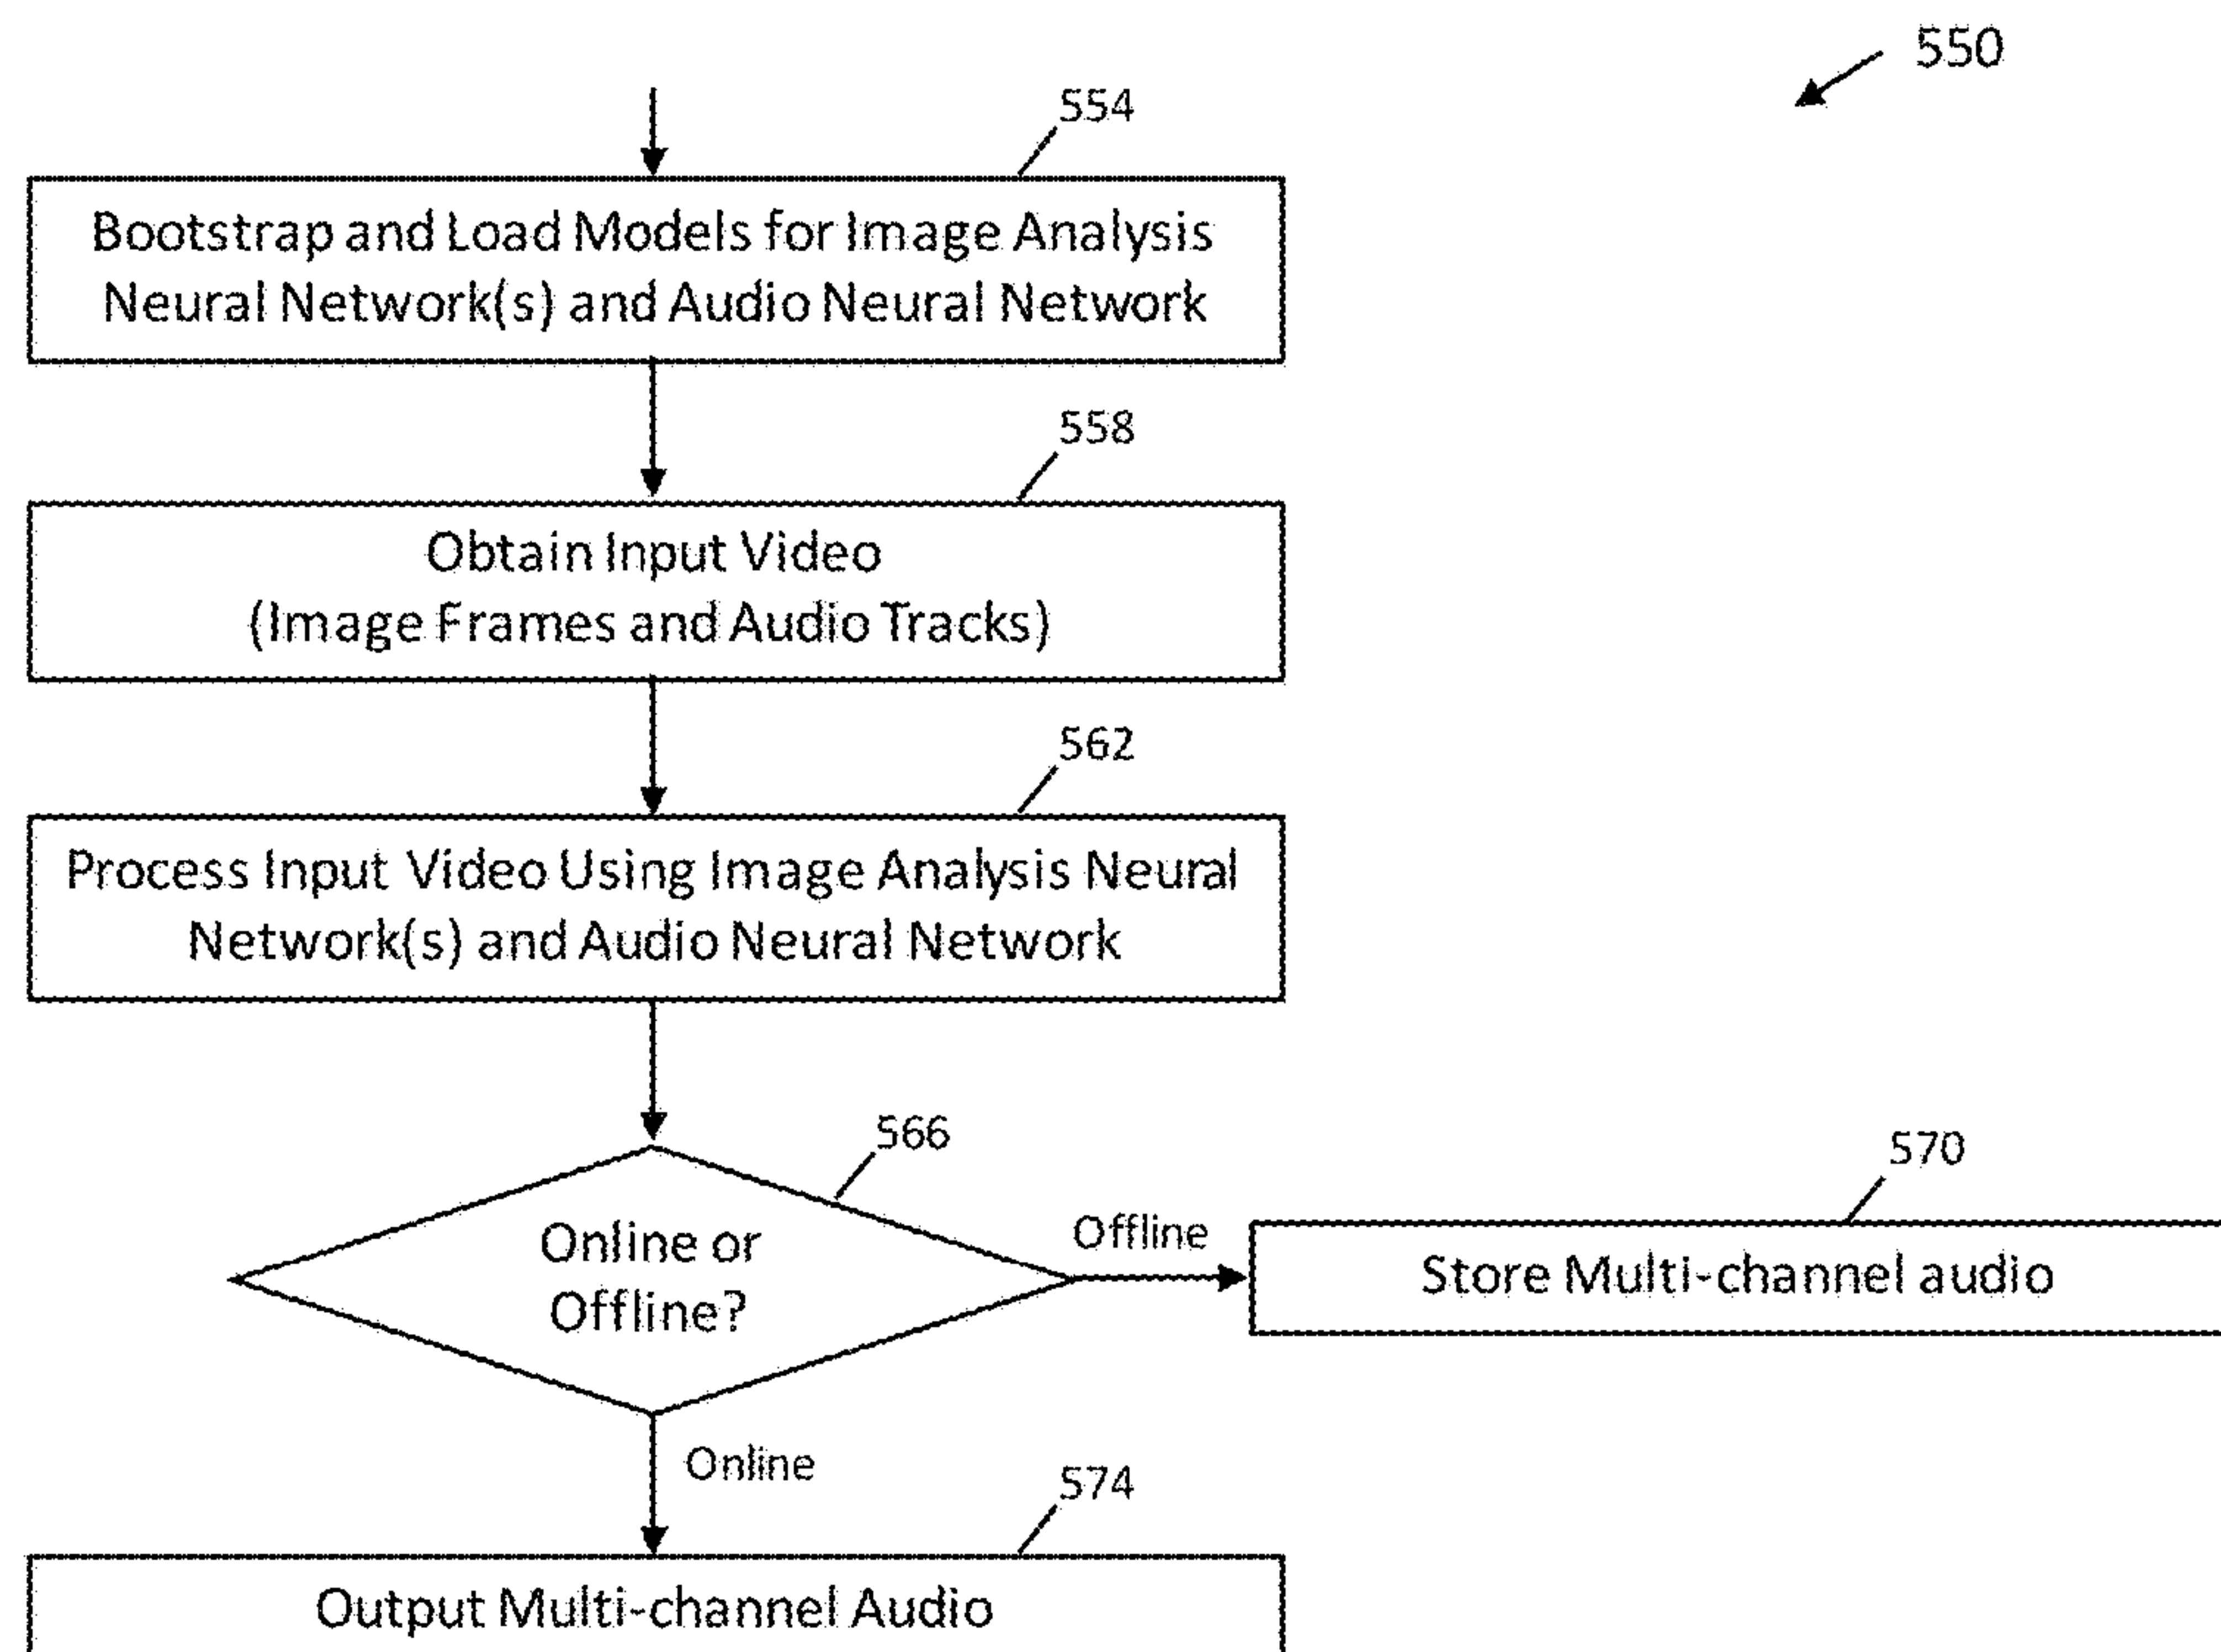 550
554
Bootstrap and Load Models for Image Analysis
Neural Network(s) and Audio Neural Network
558
Obtain Input Video
(Image Frames and Audio Tracks)
562
Process Input Video Using Image Analysis Neural
Network(s) and Audio Neural Network
566
Online or
Offline?
Offline
570
Store Multi-channel audio
Online
574
Output Multi-channel Audio